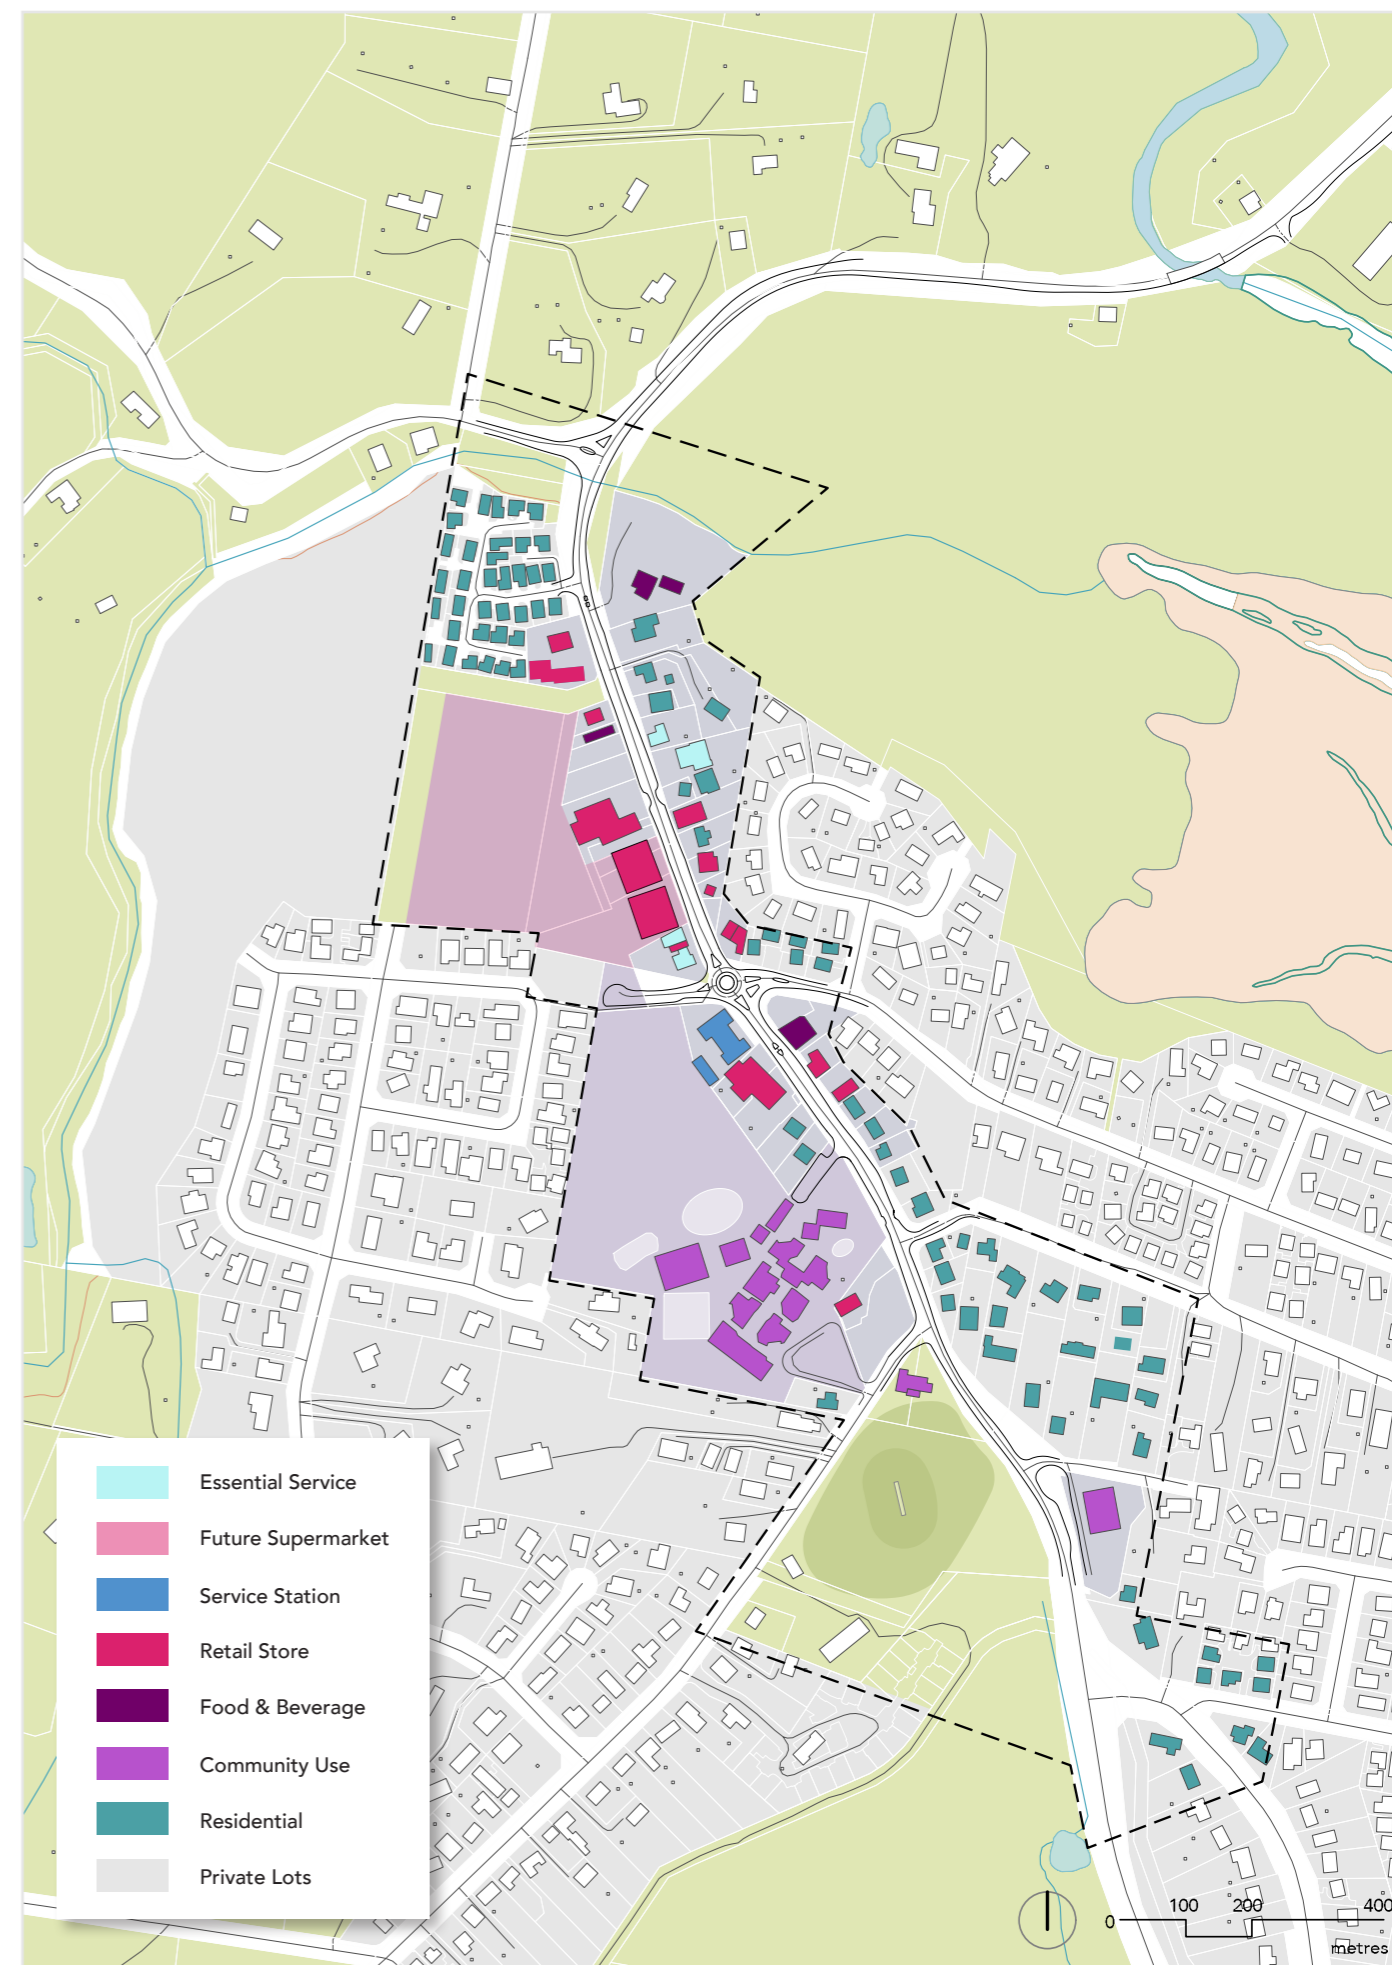 Essential Service
Future Supermarket
Service Station
Retail Store
Food & Beverage
Community Use
Residential
Private Lots
0 100 200 400
metres